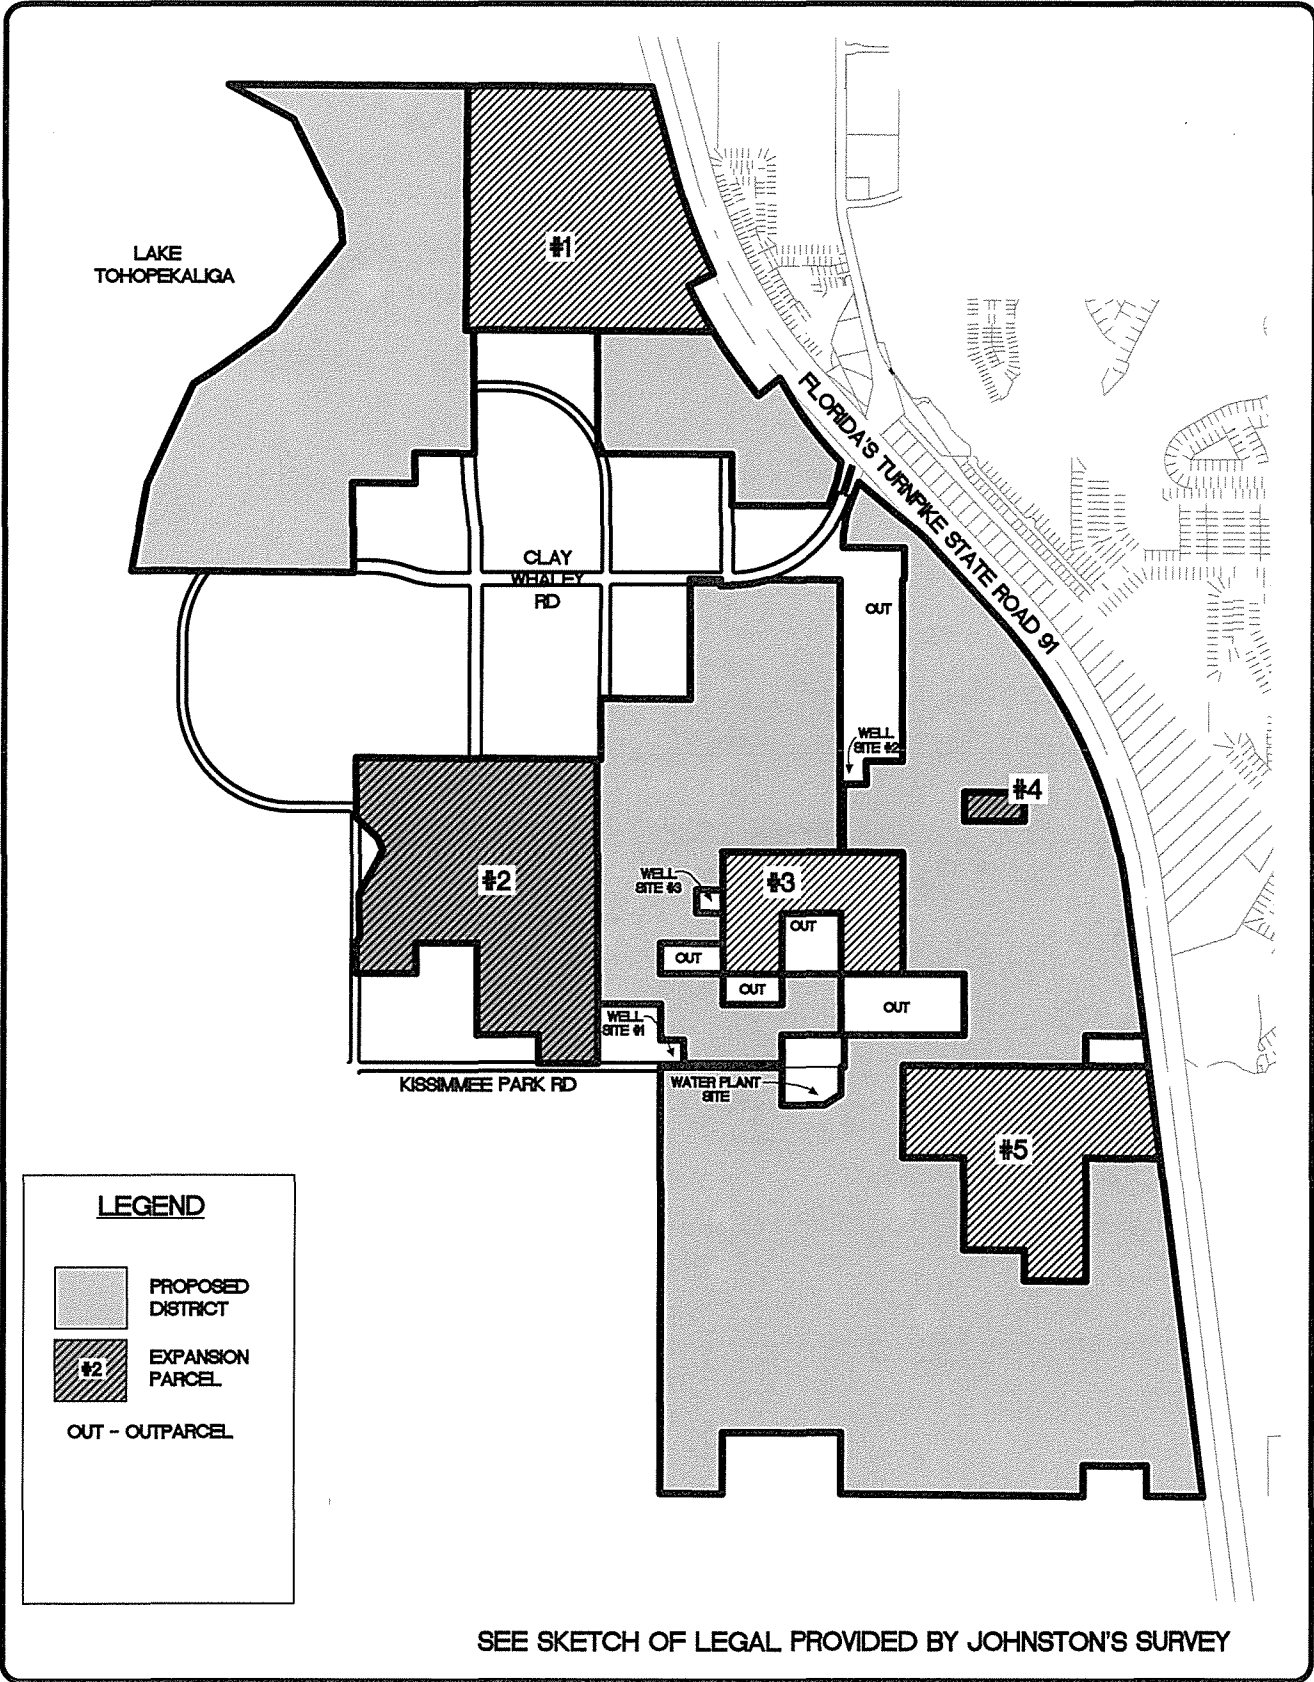 LAKE
TOHOPEKALIGA
#1
FLORIDA'S TURNPIKE STATE ROAD 91
CLAY
WHALEY
RD
OUT
WELL
SITE #2
#4
#2
WELL
SITE #3
#3
OUT
OUT
OUT
OUT
WELL
SITE #1
KISSIMMEE PARK RD
WATER PLANT
SITE
#5
LEGEND
PROPOSED
DISTRICT
#2
EXPANSION
PARCEL
OUT - OUTPARCEL
SEE SKETCH OF LEGAL PROVIDED BY JOHNSTON'S SURVEY